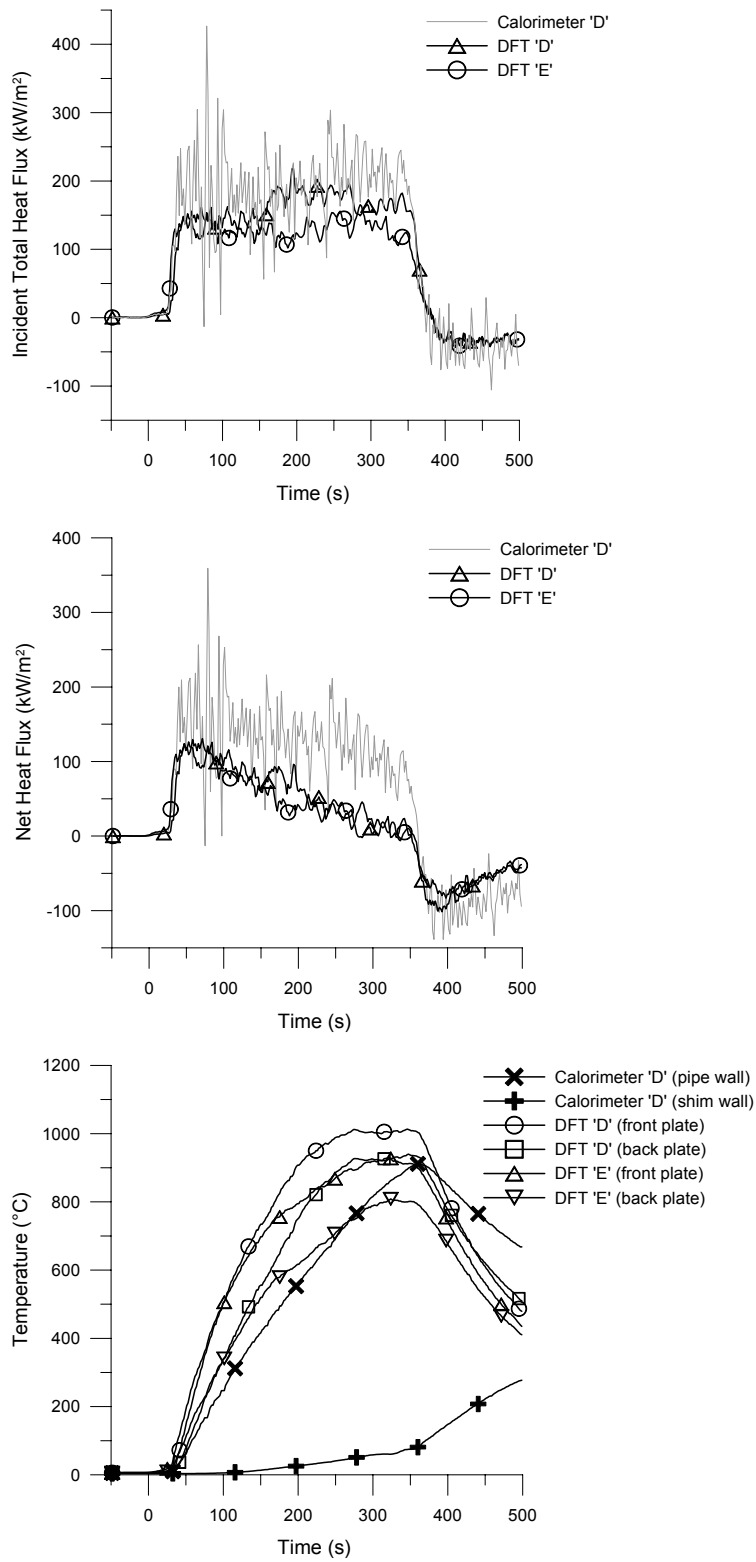 Calorimeter 'D'
DFT 'D'
DFT 'E'
Incident Total Heat Flux (kW/m²)
400
300
200
100
0
-100
0 100 200 300 400 500
Time (s)
Calorimeter 'D'
DFT 'D'
DFT 'E'
Net Heat Flux (kW/m²)
400
300
200
100
0
-100
0 100 200 300 400 500
Time (s)
Calorimeter 'D' (pipe wall)
Calorimeter 'D' (shim wall)
DFT 'D' (front plate)
DFT 'D' (back plate)
DFT 'E' (front plate)
DFT 'E' (back plate)
Temperature (°C)
1200
1000
800
600
400
200
0
0 100 200 300 400 500
Time (s)